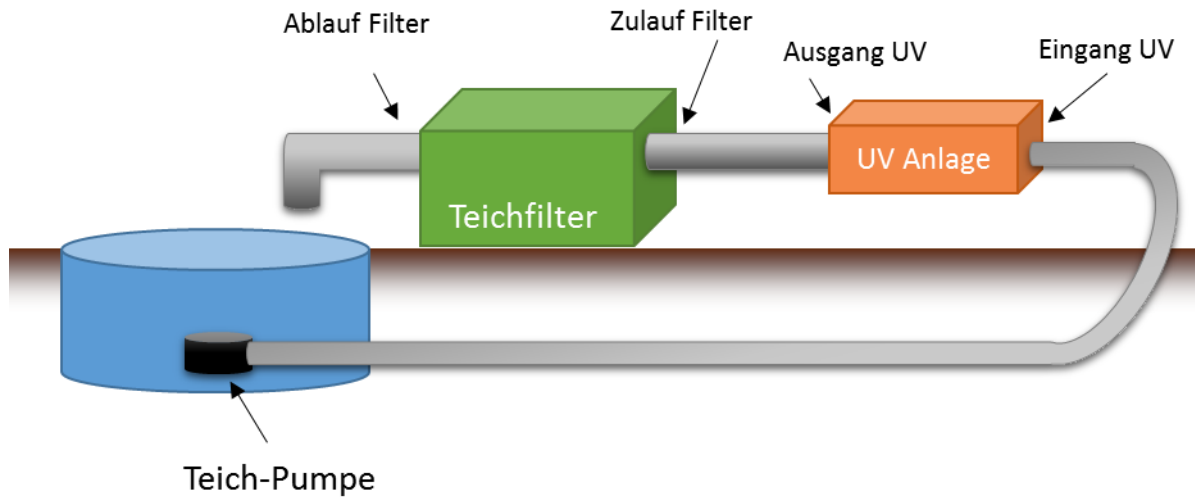 Ablauf Filter
Zulauf Filter
Ausgang UV
Eingang UV
UV Anlage
Teichfilter
Teich-Pumpe